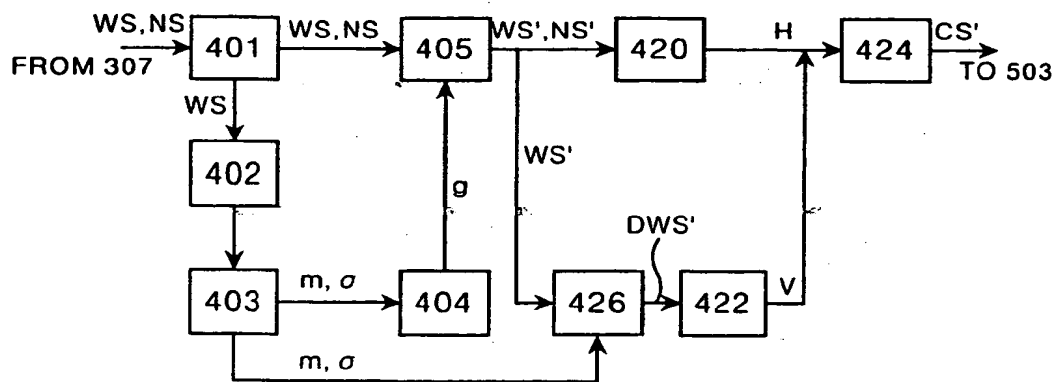 WS,NS
FROM 307
401
WS,NS
405
WS',NS'
420
H
424
CS'
TO 503
WS
402
g
WS'
DWS'
403
m, σ
404
426
422
V
m, σ